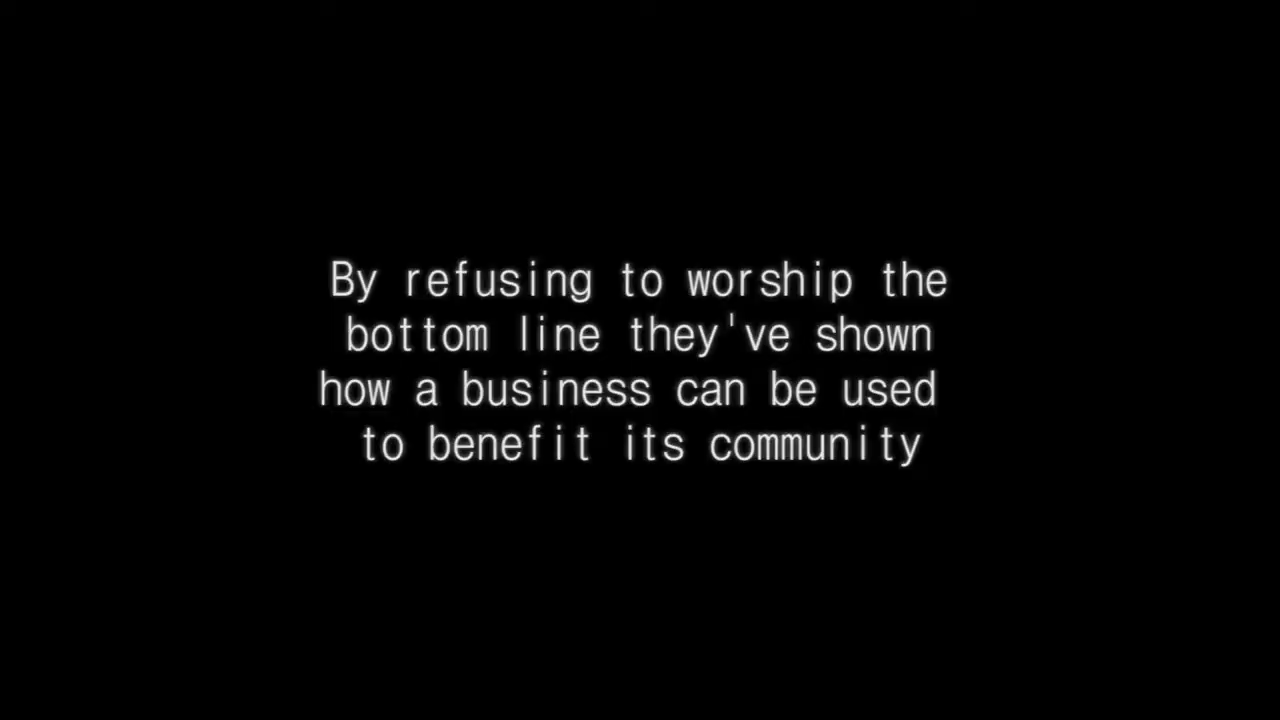 By refusing to worship the
bottom line they've shown
how a business can be used
to benefit its community